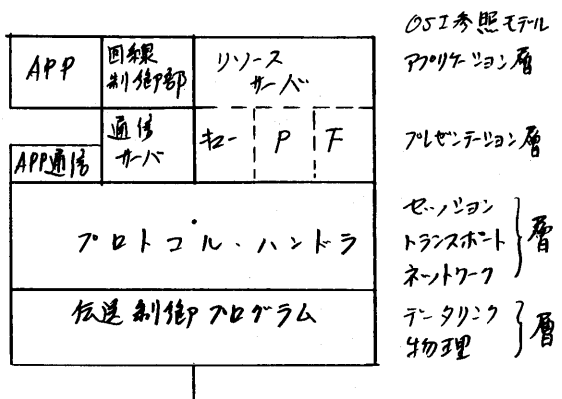 OSI参照モデル
APP
回線
制御部
リソース
サーバ
アプリケーション層
APP通信
通信
サーバ
キュー
P
F
プレゼンテーション層
プロトコル・ハンドラ
セッション
トランスポート
ネットワーク
層
伝送制御プログラム
データリンク
物理
層